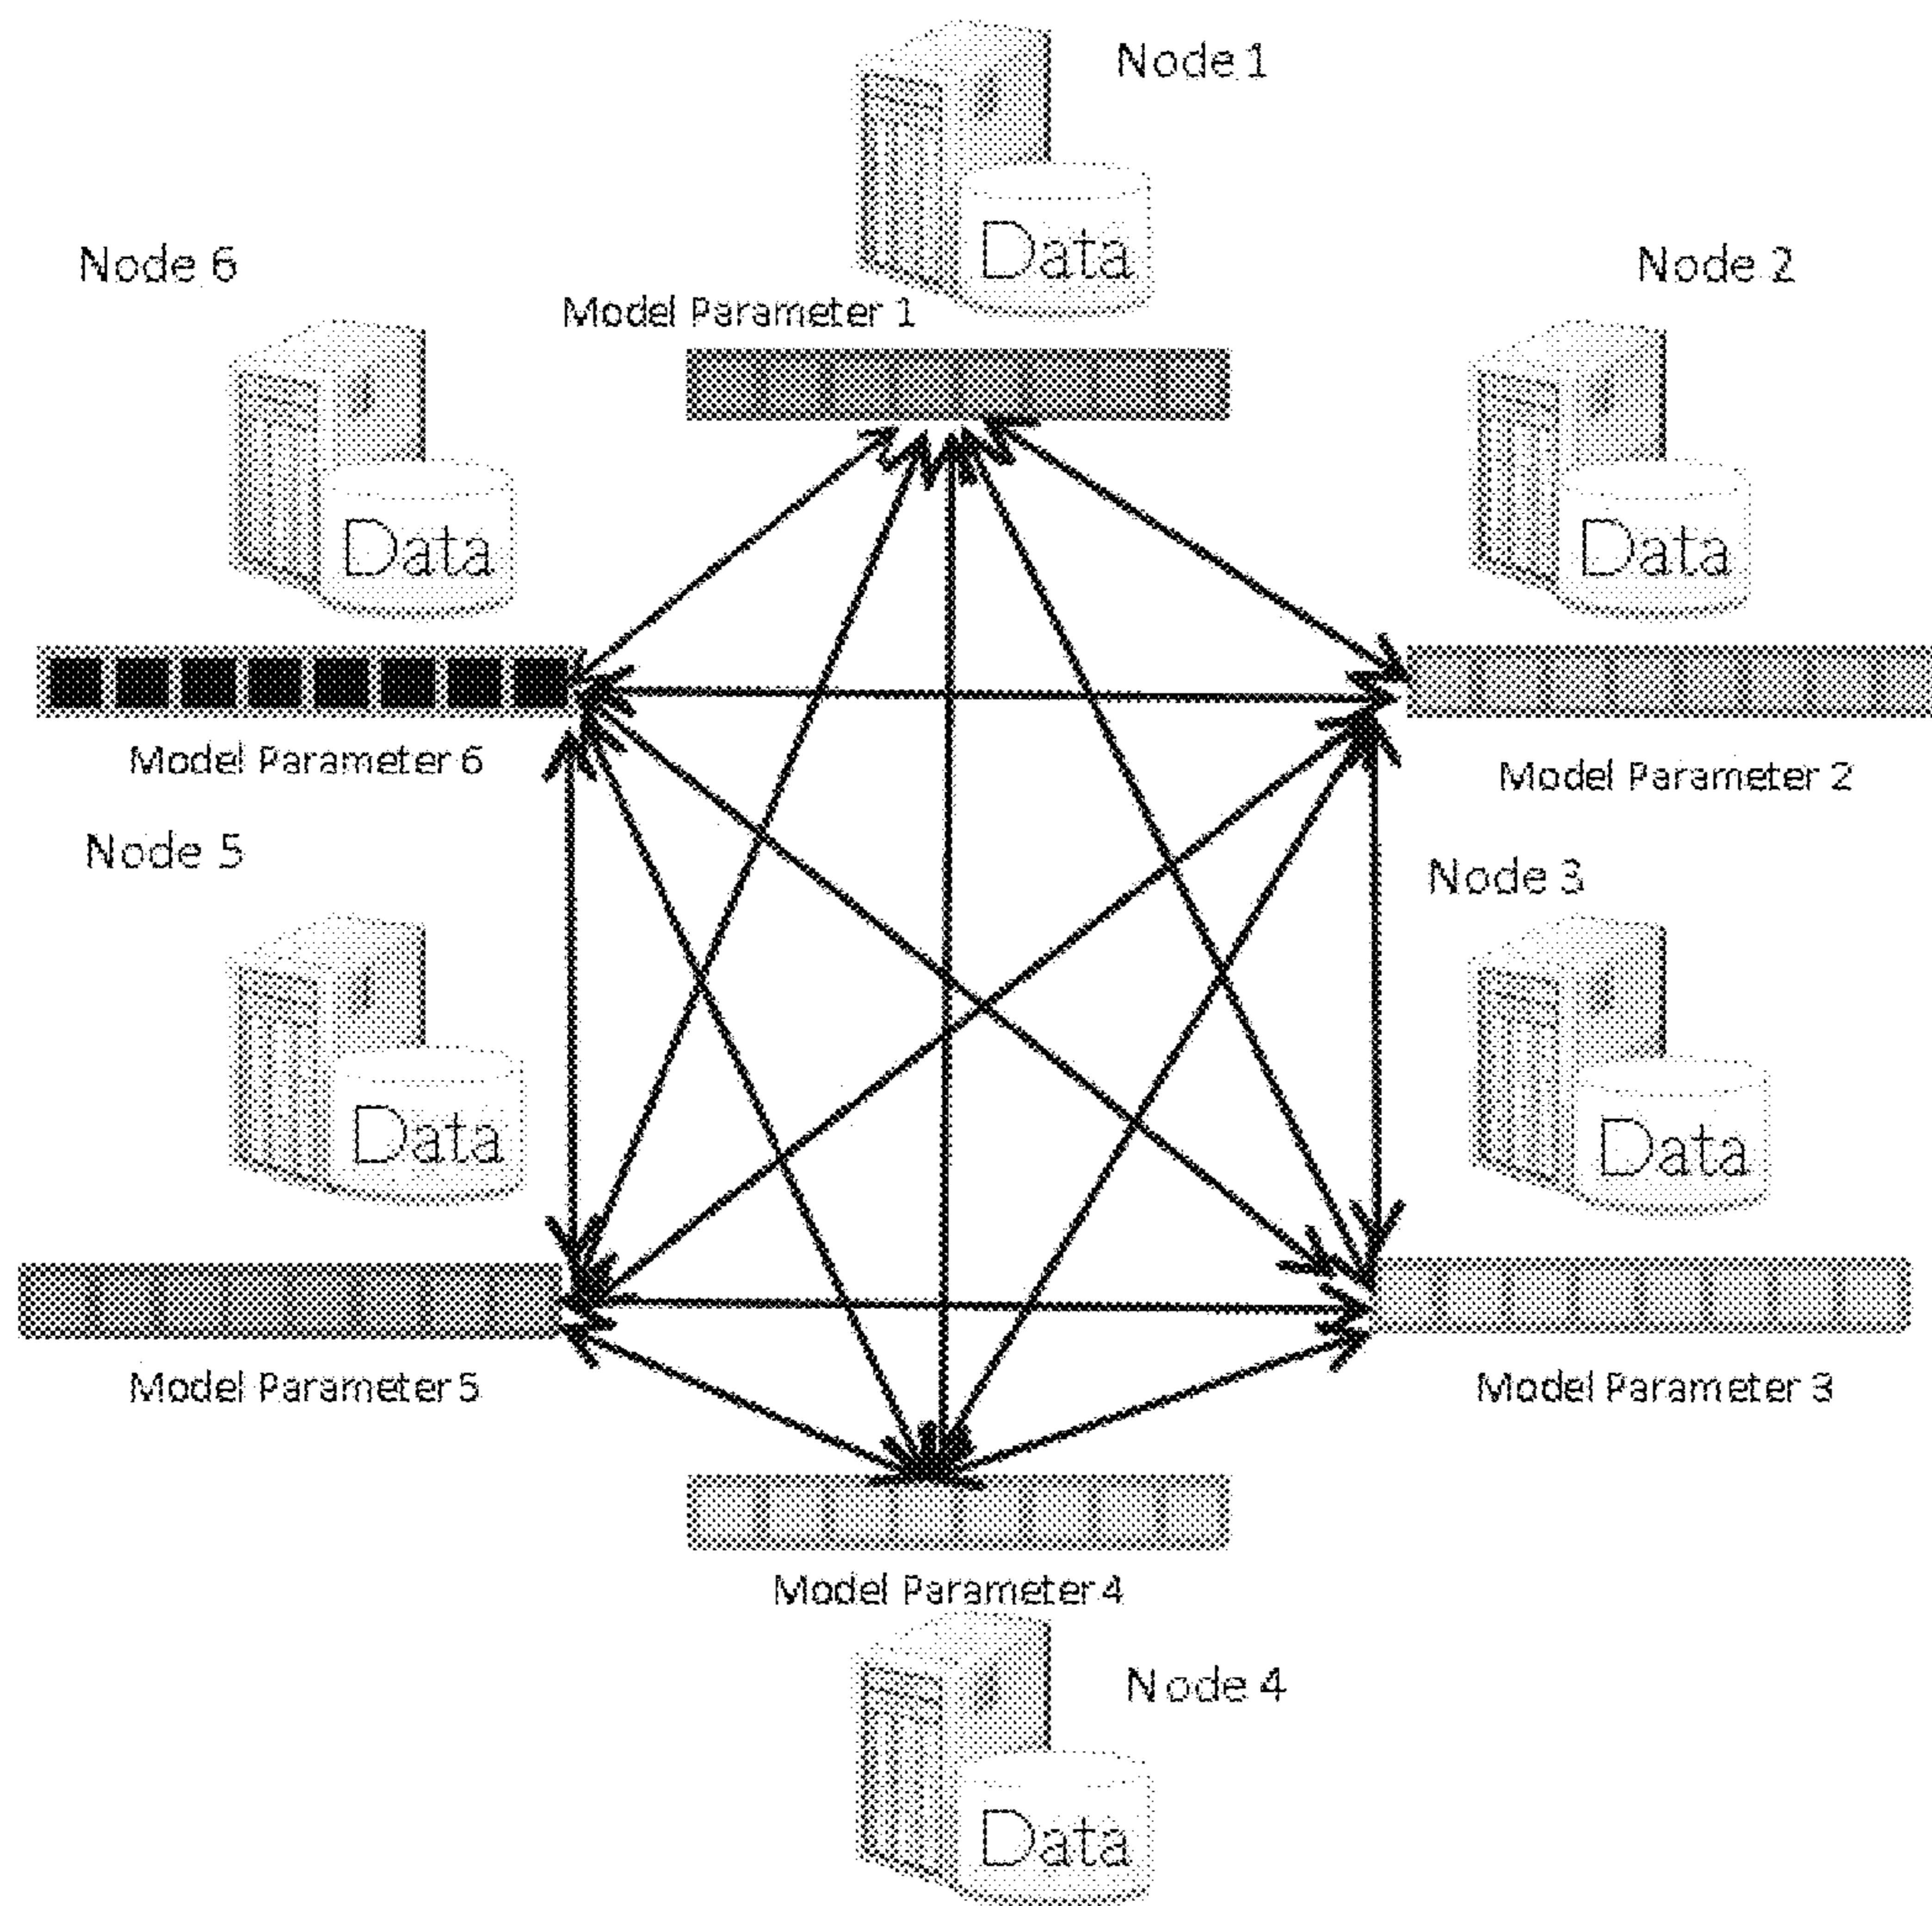 Node 1
Data
Model Parameter 1
Node 6
Data
Model Parameter 6
Node 2
Data
Model Parameter 2
Node 5
Data
Model Parameter 5
Node 3
Data
Model Parameter 3
Model Parameter 4
Node 4
Data